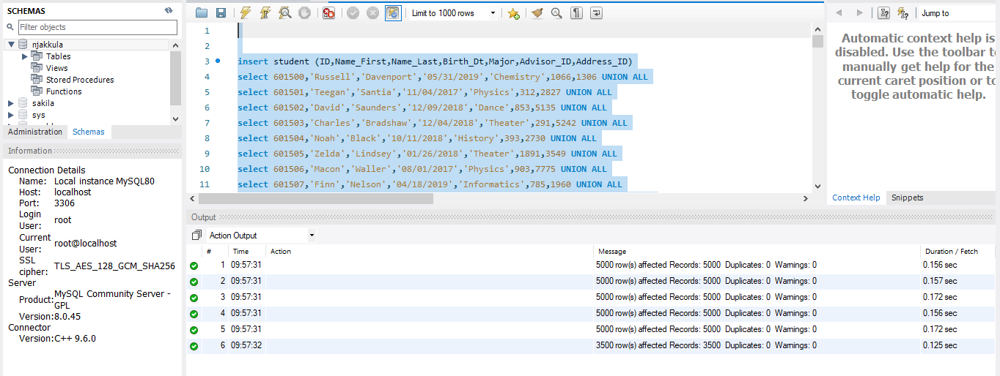 SCHEMAS
Filter objects
njakkula
Tables
Views
Stored Procedures
Functions
sakila
sys
Administration Schemas
Information
Connection Details
Name: Local instance MySQL80
Host: localhost
Port: 3306
Login User: root
Current User: root@localhost
SSL cipher: TLS_AES_128_GCM_SHA256
Server
Product: MySQL Community Server - GPL
Version: 8.0.45
Connector
Version: C++ 9.6.0
Limit to 1000 rows
1
2
3 insert student (ID,Name_First,Name_Last,Birth_Dt,Major,Advisor_ID,Address_ID)
4 select 601500,'Russell','Davenport','05/31/2019','Chemistry',1066,1306 UNION ALL
5 select 601501,'Teegan','Santia','11/04/2017','Physics',312,2827 UNION ALL
6 select 601502,'David','Saunders','12/09/2018','Dance',853,5135 UNION ALL
7 select 601503,'Charles','Bradshaw','12/04/2018','Theater',291,5242 UNION ALL
8 select 601504,'Noah','Black','10/11/2018','History',393,2730 UNION ALL
9 select 601505,'Zelda','Lindsey','01/26/2018','Theater',1891,3549 UNION ALL
10 select 601506,'Macon','Waller','08/01/2017','Physics',903,7775 UNION ALL
11 select 601507,'Finn','Nelson','04/18/2019','Informatics',785,1960 UNION ALL
Jump to
Automatic context help is
disabled. Use the toolbar to
manually get help for the
current caret position or to
toggle automatic help.
Context Help Snippets
Output
Action Output
# Time Action Message Duration / Fetch
1 09:57:31 5000 row(s) affected Records: 5000 Duplicates: 0 Warnings: 0 0.156 sec
2 09:57:31 5000 row(s) affected Records: 5000 Duplicates: 0 Warnings: 0 0.157 sec
3 09:57:31 5000 row(s) affected Records: 5000 Duplicates: 0 Warnings: 0 0.172 sec
4 09:57:31 5000 row(s) affected Records: 5000 Duplicates: 0 Warnings: 0 0.156 sec
5 09:57:31 5000 row(s) affected Records: 5000 Duplicates: 0 Warnings: 0 0.172 sec
6 09:57:32 3500 row(s) affected Records: 3500 Duplicates: 0 Warnings: 0 0.125 sec